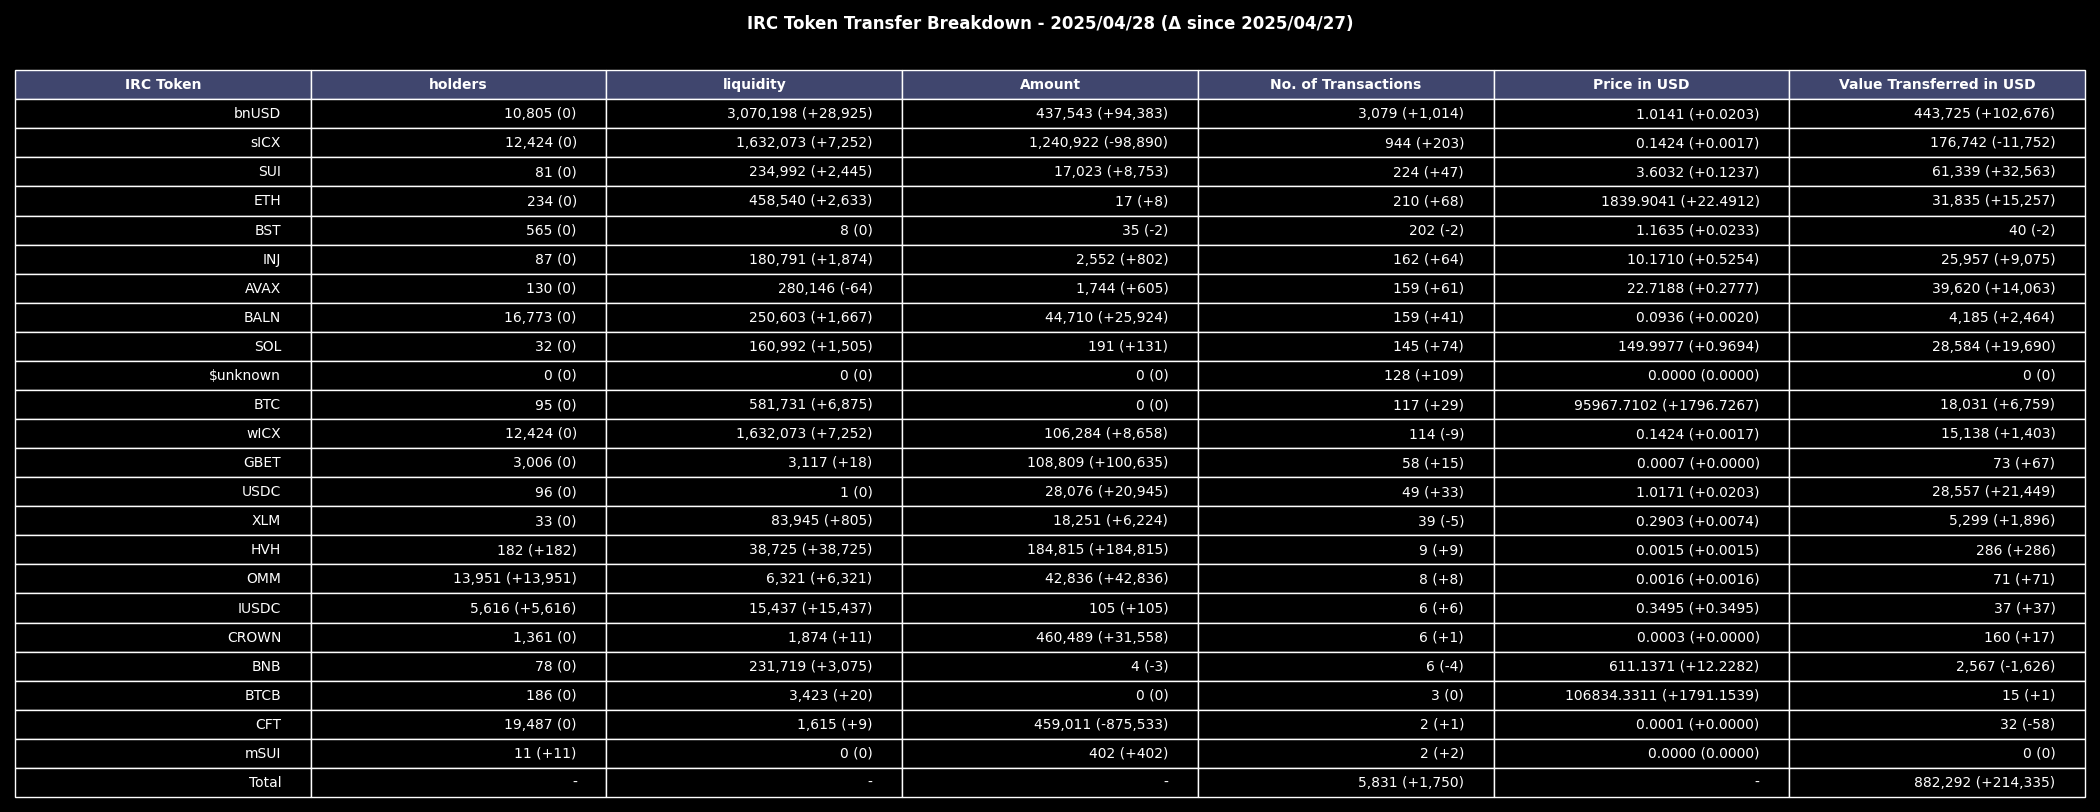 IRC Token Transfer Breakdown - 2025/04/28 (Δ since 2025/04/27)
IRC Token holders liquidity Amount No. of Transactions Price in USD Value Transferred in USD
bnUSD 10,805 (0) 3,070,198 (+28,925) 437,543 (+94,383) 3,079 (+1,014) 1.0141 (+0.0203) 443,725 (+102,676)
sICX 12,424 (0) 1,632,073 (+7,252) 1,240,922 (-98,890) 944 (+203) 0.1424 (+0.0017) 176,742 (-11,752)
SUI 81 (0) 234,992 (+2,445) 17,023 (+8,753) 224 (+47) 3.6032 (+0.1237) 61,339 (+32,563)
ETH 234 (0) 458,540 (+2,633) 17 (+8) 210 (+68) 1839.9041 (+22.4912) 31,835 (+15,257)
BST 565 (0) 8 (0) 35 (-2) 202 (-2) 1.1635 (+0.0233) 40 (-2)
INJ 87 (0) 180,791 (+1,874) 2,552 (+802) 162 (+64) 10.1710 (+0.5254) 25,957 (+9,075)
AVAX 130 (0) 280,146 (-64) 1,744 (+605) 159 (+61) 22.7188 (+0.2777) 39,620 (+14,063)
BALN 16,773 (0) 250,603 (+1,667) 44,710 (+25,924) 159 (+41) 0.0936 (+0.0020) 4,185 (+2,464)
SOL 32 (0) 160,992 (+1,505) 191 (+131) 145 (+74) 149.9977 (+0.9694) 28,584 (+19,690)
$unknown 0 (0) 0 (0) 0 (0) 128 (+109) 0.0000 (0.0000) 0 (0)
BTC 95 (0) 581,731 (+6,875) 0 (0) 117 (+29) 95967.7102 (+1796.7267) 18,031 (+6,759)
wICX 12,424 (0) 1,632,073 (+7,252) 106,284 (+8,658) 114 (-9) 0.1424 (+0.0017) 15,138 (+1,403)
GBET 3,006 (0) 3,117 (+18) 108,809 (+100,635) 58 (+15) 0.0007 (+0.0000) 73 (+67)
USDC 96 (0) 1 (0) 28,076 (+20,945) 49 (+33) 1.0171 (+0.0203) 28,557 (+21,449)
XLM 33 (0) 83,945 (+805) 18,251 (+6,224) 39 (-5) 0.2903 (+0.0074) 5,299 (+1,896)
HVH 182 (+182) 38,725 (+38,725) 184,815 (+184,815) 9 (+9) 0.0015 (+0.0015) 286 (+286)
OMM 13,951 (+13,951) 6,321 (+6,321) 42,836 (+42,836) 8 (+8) 0.0016 (+0.0016) 71 (+71)
IUSDC 5,616 (+5,616) 15,437 (+15,437) 105 (+105) 6 (+6) 0.3495 (+0.3495) 37 (+37)
CROWN 1,361 (0) 1,874 (+11) 460,489 (+31,558) 6 (+1) 0.0003 (+0.0000) 160 (+17)
BNB 78 (0) 231,719 (+3,075) 4 (-3) 6 (-4) 611.1371 (+12.2282) 2,567 (-1,626)
BTCB 186 (0) 3,423 (+20) 0 (0) 3 (0) 106834.3311 (+1791.1539) 15 (+1)
CFT 19,487 (0) 1,615 (+9) 459,011 (-875,533) 2 (+1) 0.0001 (+0.0000) 32 (-58)
mSUI 11 (+11) 0 (0) 402 (+402) 2 (+2) 0.0000 (0.0000) 0 (0)
Total - - - 5,831 (+1,750) - 882,292 (+214,335)